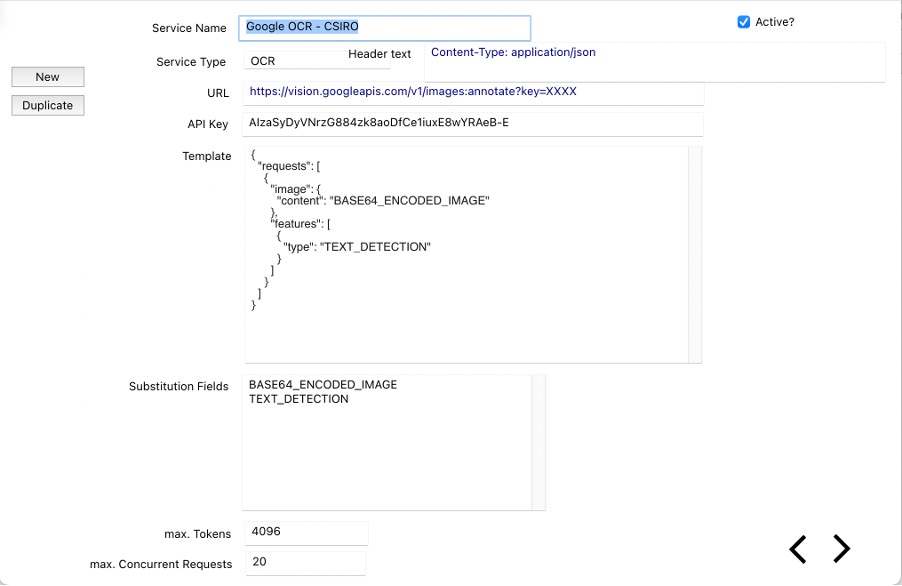 Service Name Google OCR - CSIRO Active?
Service Type OCR Header text Content-Type: application/json
New
URL https://vision.googleapis.com/v1/images:annotate?key=XXXX
Duplicate
API Key AIzaSyDyVNrzG884zk8aoDfCe1iuxE8wYRAeB-E
Template {
"requests": [
{
"image": {
"content": "BASE64_ENCODED_IMAGE"
},
"features": [
{
"type": "TEXT_DETECTION"
}
]
}
]
}
Substitution Fields BASE64_ENCODED_IMAGE
TEXT_DETECTION
max. Tokens 4096
max. Concurrent Requests 20